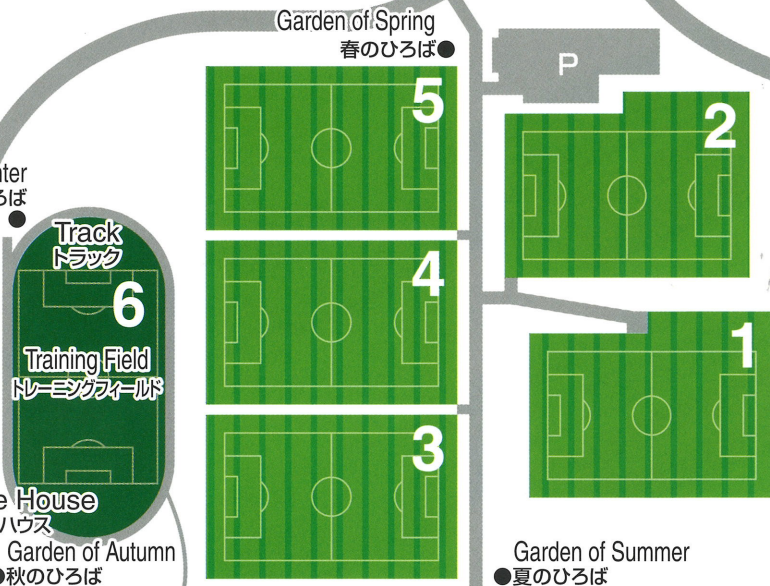 Garden of Spring
春のひろば
P
5
2
nter
ろば
Track
トラック
4
6
1
Training Field
トレーニングフィールド
3
e House
ハウス
Garden of Autumn
秋のひろば
Garden of Summer
夏のひろば